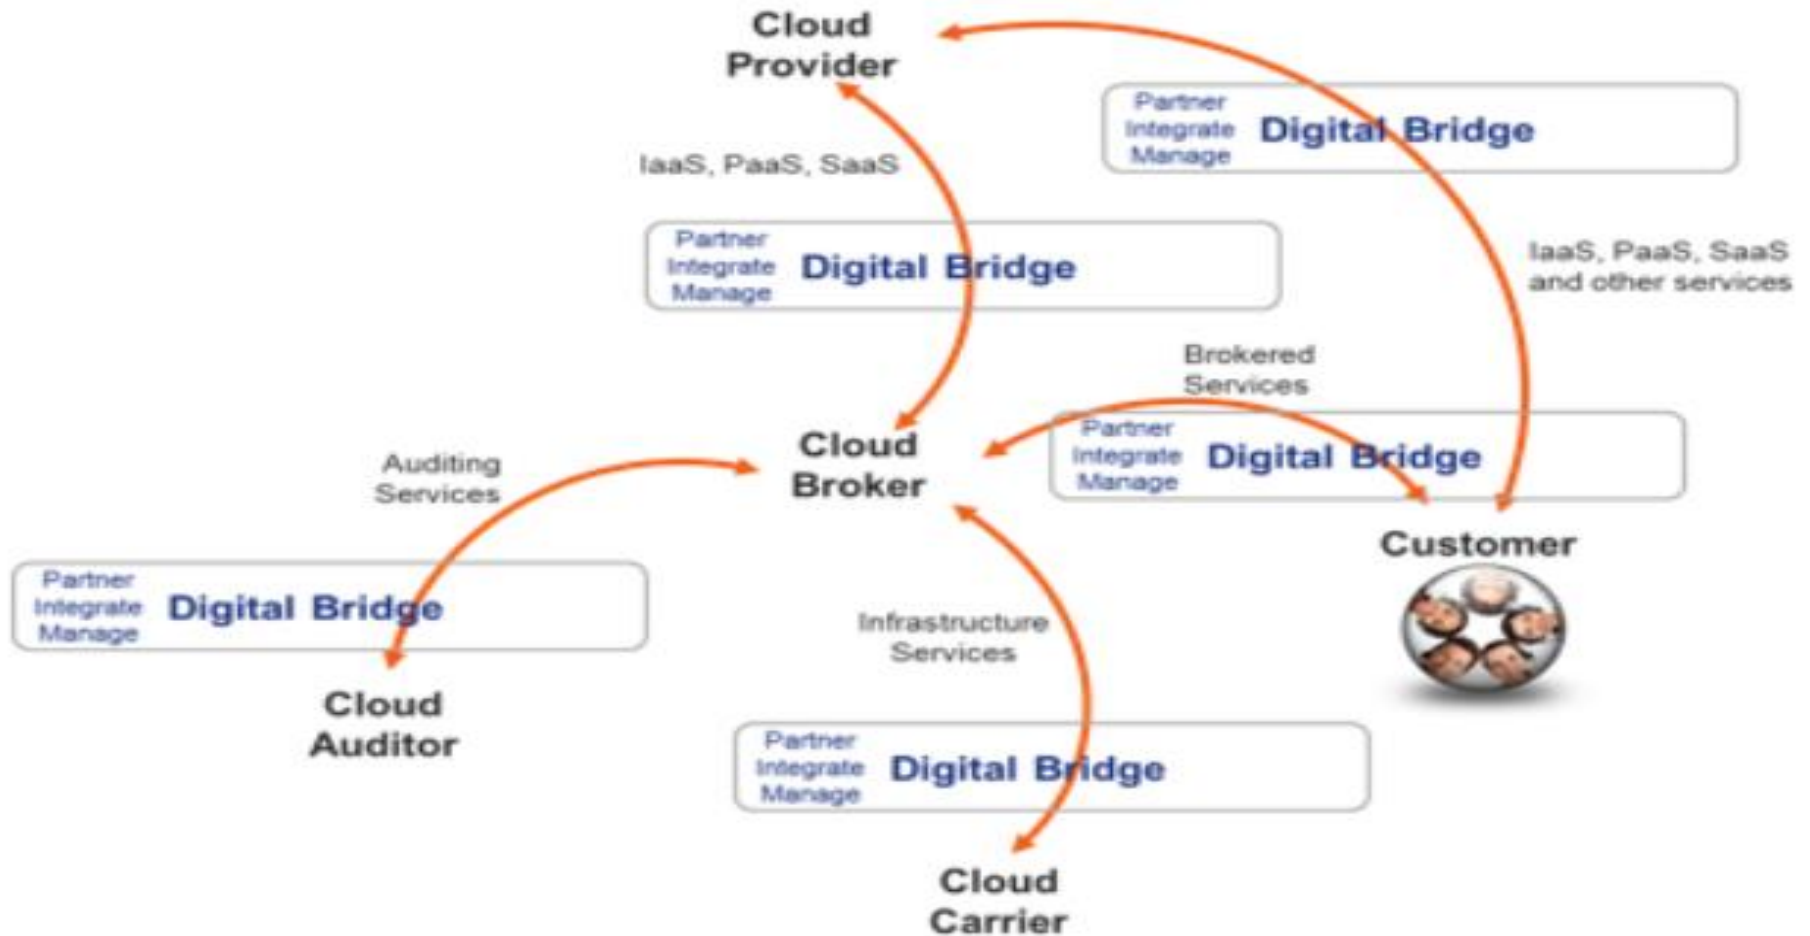 Cloud
Provider
Partner
Integrate
Manage
Digital Bridge
IaaS, PaaS, SaaS
Partner
Integrate
Manage
Digital Bridge
IaaS, PaaS, SaaS
and other services
Brokered
Services
Partner
Integrate
Manage
Digital Bridge
Cloud
Broker
Auditing
Services
Customer
Partner
Integrate
Manage
Digital Bridge
Infrastructure
Services
Cloud
Auditor
Partner
Integrate
Manage
Digital Bridge
Cloud
Carrier